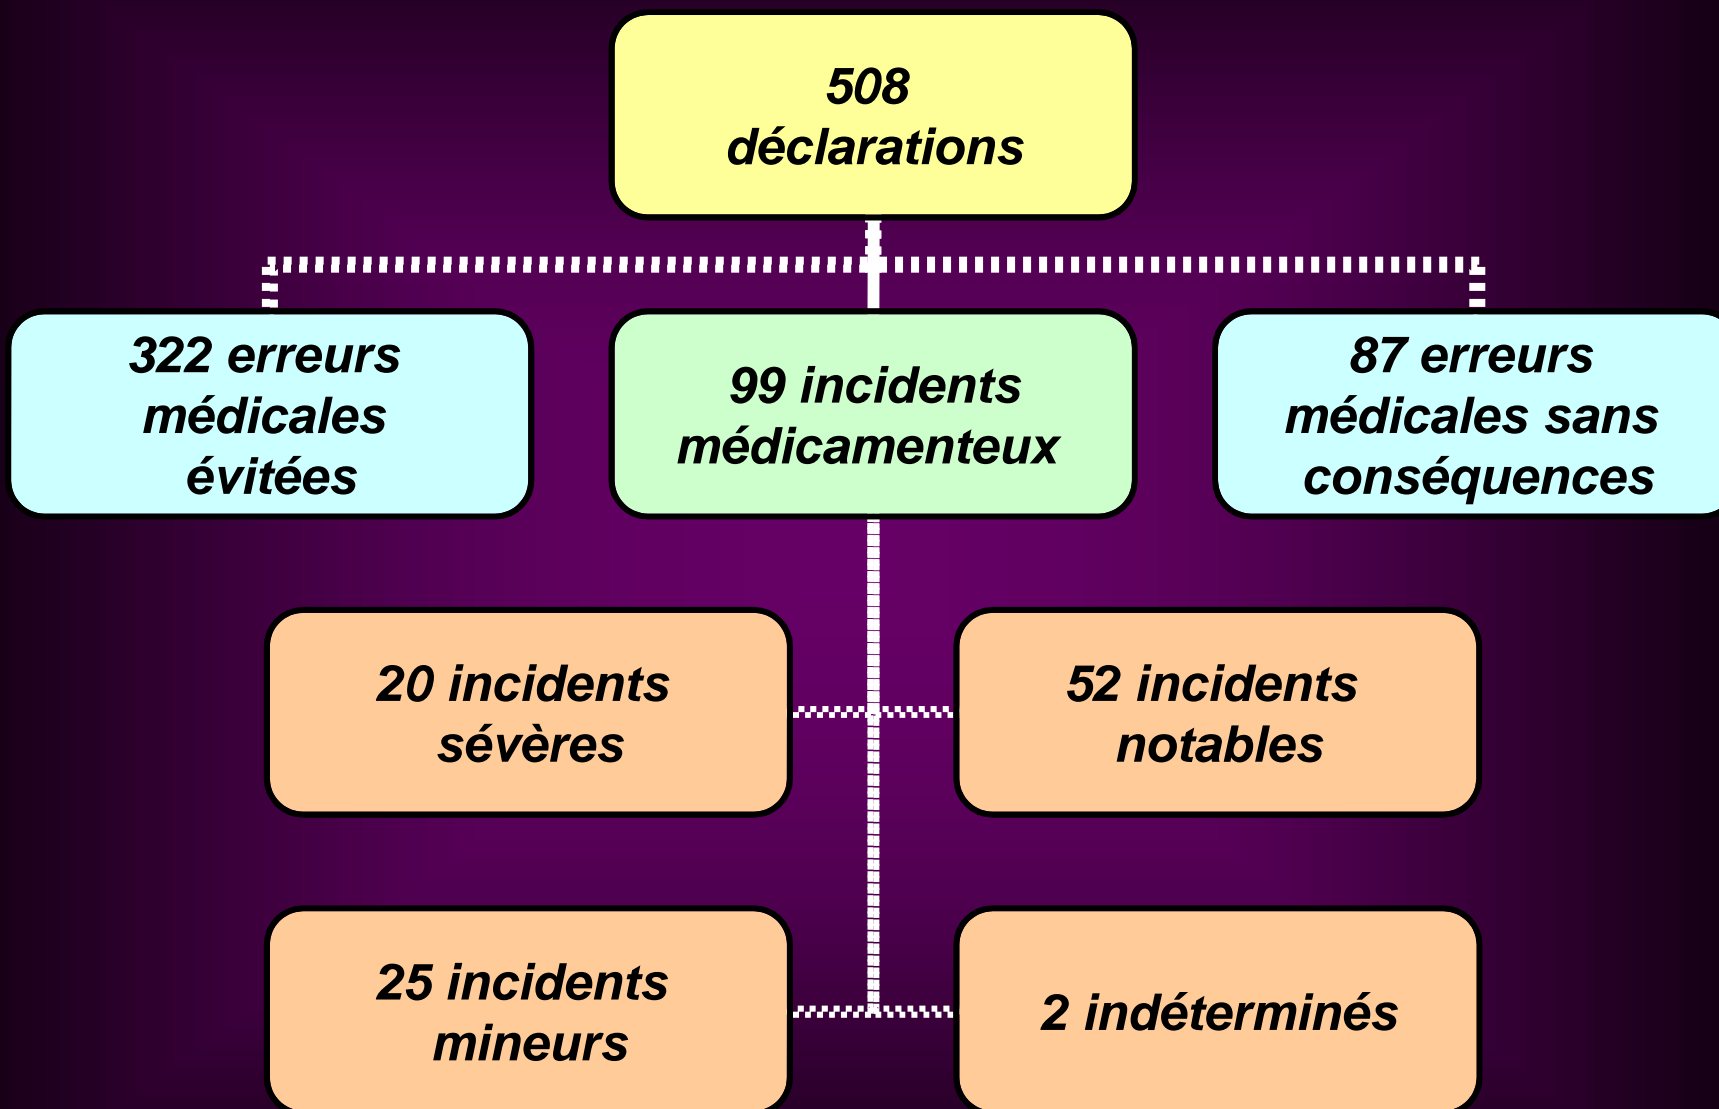 508
déclarations
322 erreurs
médicales
évitées
99 incidents
médicamenteux
87 erreurs
médicales sans
conséquences
20 incidents
sévères
52 incidents
notables
25 incidents
mineurs
2 indéterminés